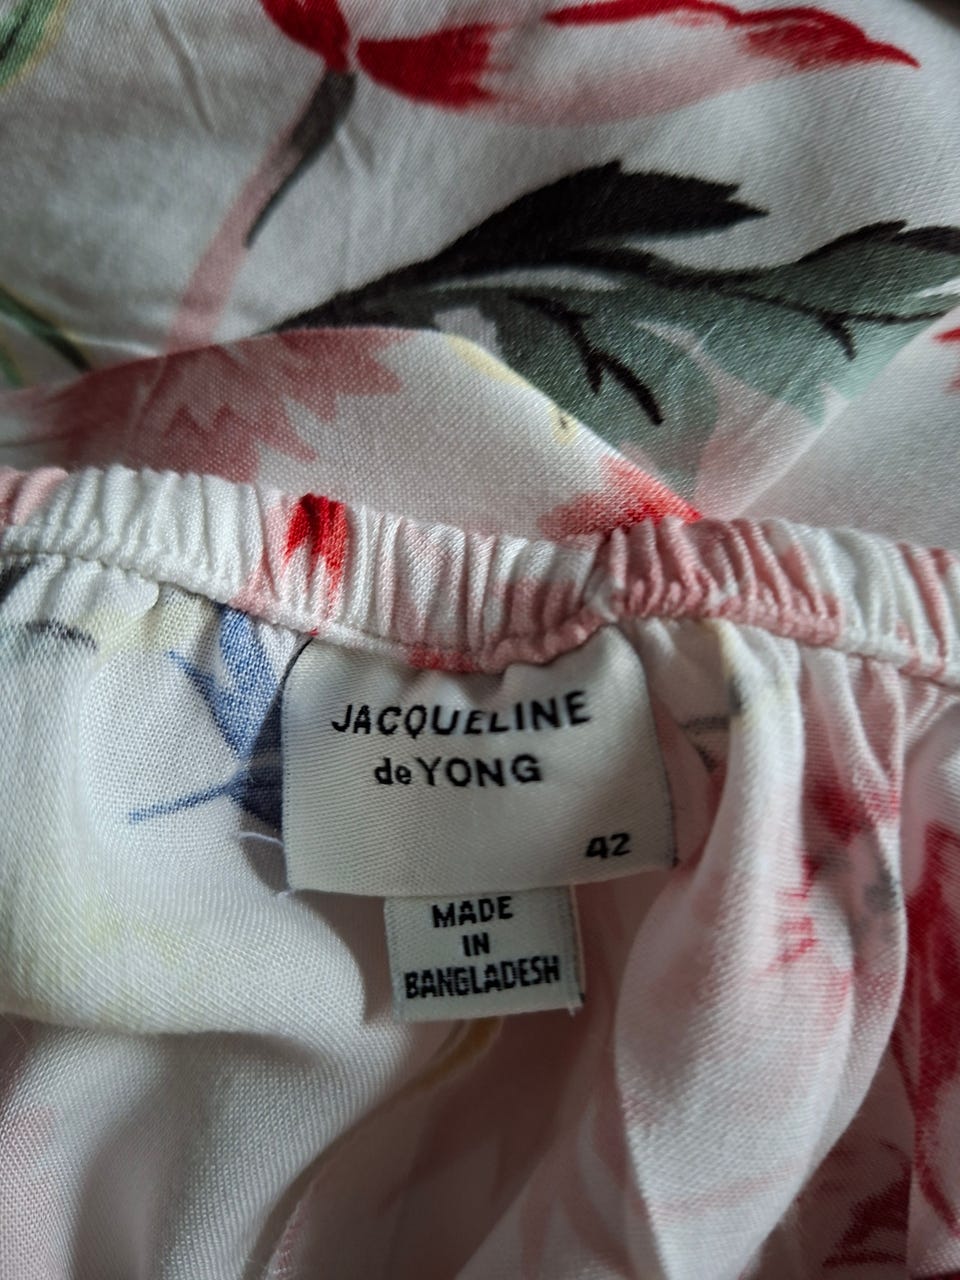 JACQUELINE
de YONG
42
MADE
IN
BANGLADESH